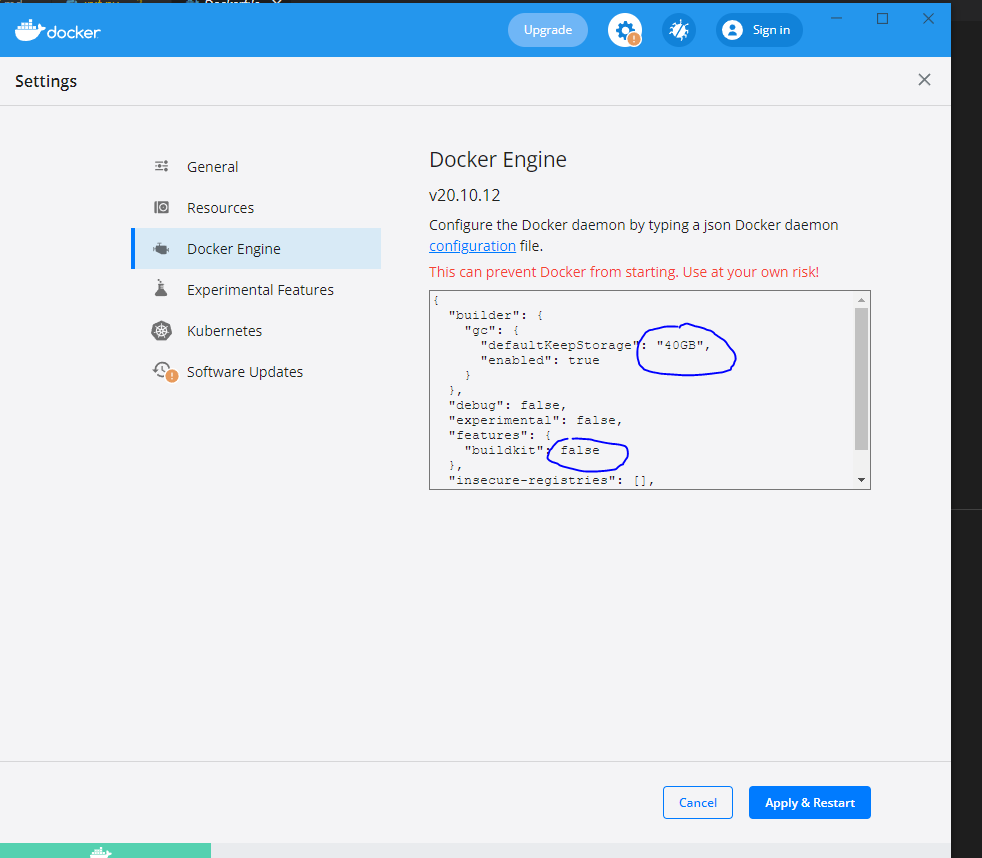 docker
Upgrade
Sign in
Settings
General
Resources
Docker Engine
Experimental Features
Kubernetes
Software Updates
Docker Engine
v20.10.12
Configure the Docker daemon by typing a json Docker daemon
configuration file.
This can prevent Docker from starting. Use at your own risk!
{
"builder": {
"gc": {
"defaultKeepStorage": "40GB",
"enabled": true
}
},
"debug": false,
"experimental": false,
"features": {
"buildkit": false
},
"insecure-registries": [],
Cancel
Apply & Restart